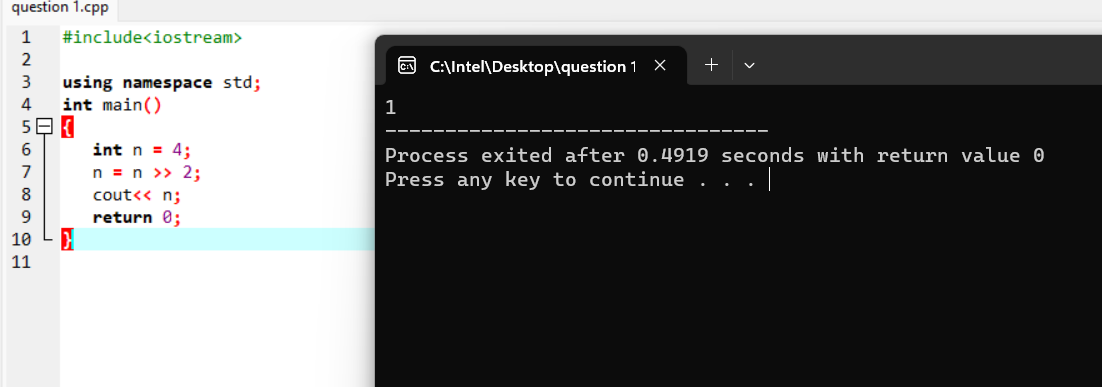 question 1.cpp
1 #include<iostream>
2
3 using namespace std;
4 int main()
5 {
6 int n = 4;
7 n = n >> 2;
8 cout<< n;
9 return 0;
10 }
11
C:\Intel\Desktop\question 1
1
--------------------------------
Process exited after 0.4919 seconds with return value 0
Press any key to continue . . .